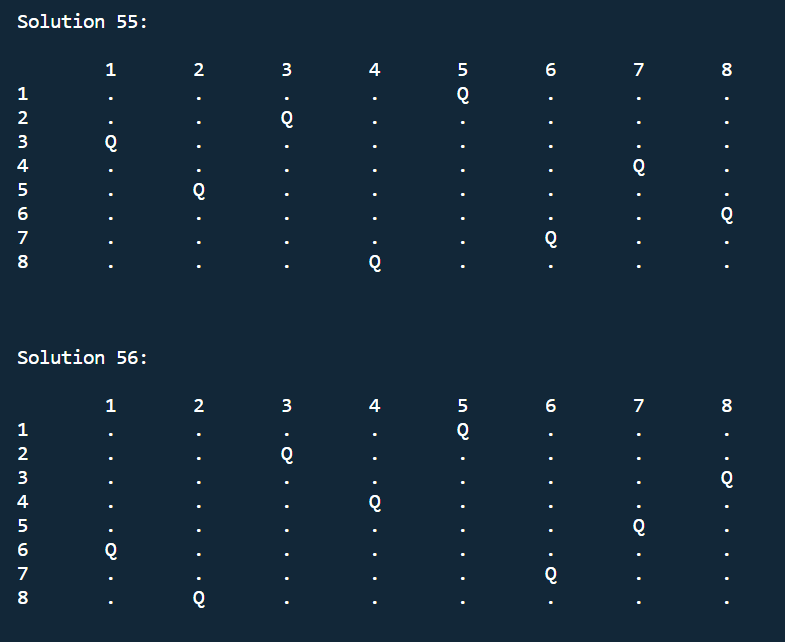 Solution 55:
1 2 3 4 5 6 7 8
1 . . . . Q . . .
2 . . Q . . . . .
3 Q . . . . . . .
4 . . . . . . Q .
5 . Q . . . . . .
6 . . . . . . . Q
7 . . . . . Q . .
8 . . . Q . . . .
Solution 56:
1 2 3 4 5 6 7 8
1 . . . . Q . . .
2 . . Q . . . . .
3 . . . . . . . Q
4 . . . Q . . . .
5 . . . . . . Q .
6 Q . . . . . . .
7 . . . . . Q . .
8 . Q . . . . . .